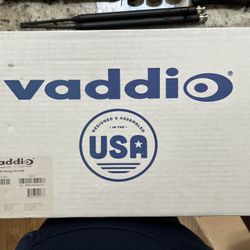 vaddio
DESIGNED & ASSEMBLED
IN THE
USA
vaddio